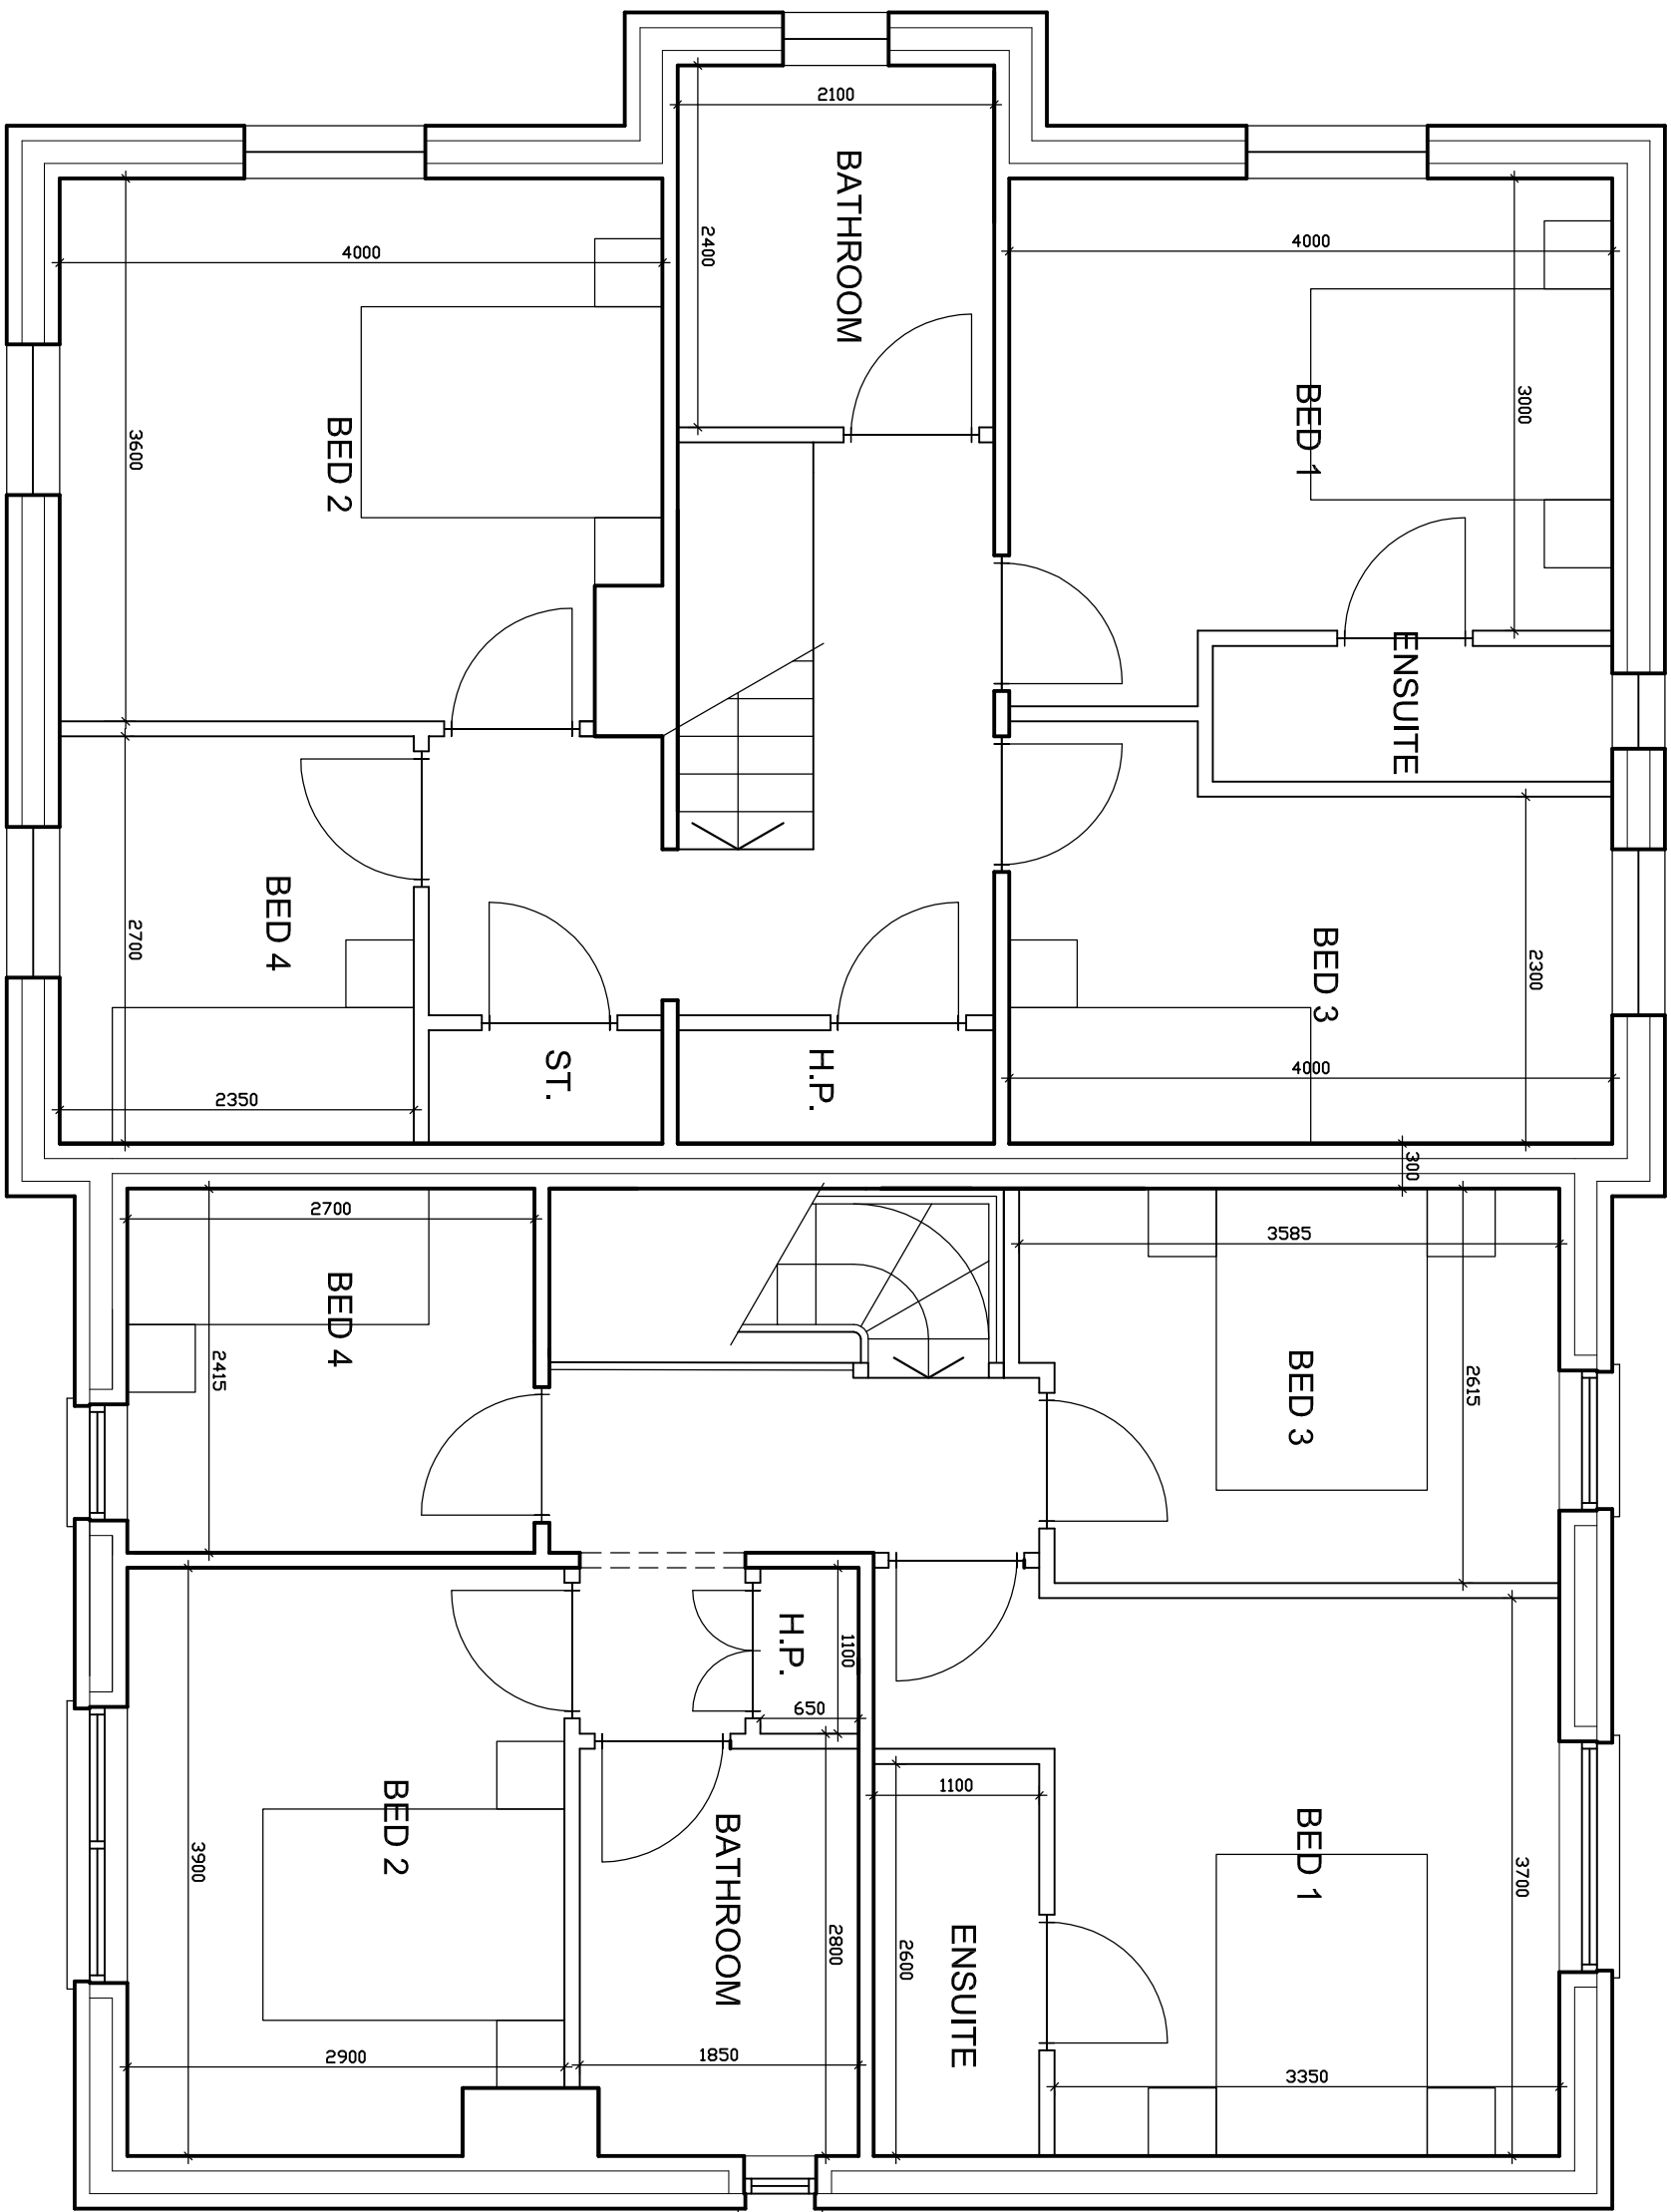 2100
BATHROOM
2400
4000
BED 1
3000
4000
BED 2
3600
ENSUITE
BED 4
2700
2350
ST.
H.P.
BED 3
2300
4000
300
2700
BED 4
2415
3585
BED 3
2615
H.P.
1100
650
BED 2
3900
2900
BATHROOM
2800
1850
1100
ENSUITE
2600
BED 1
3700
3350